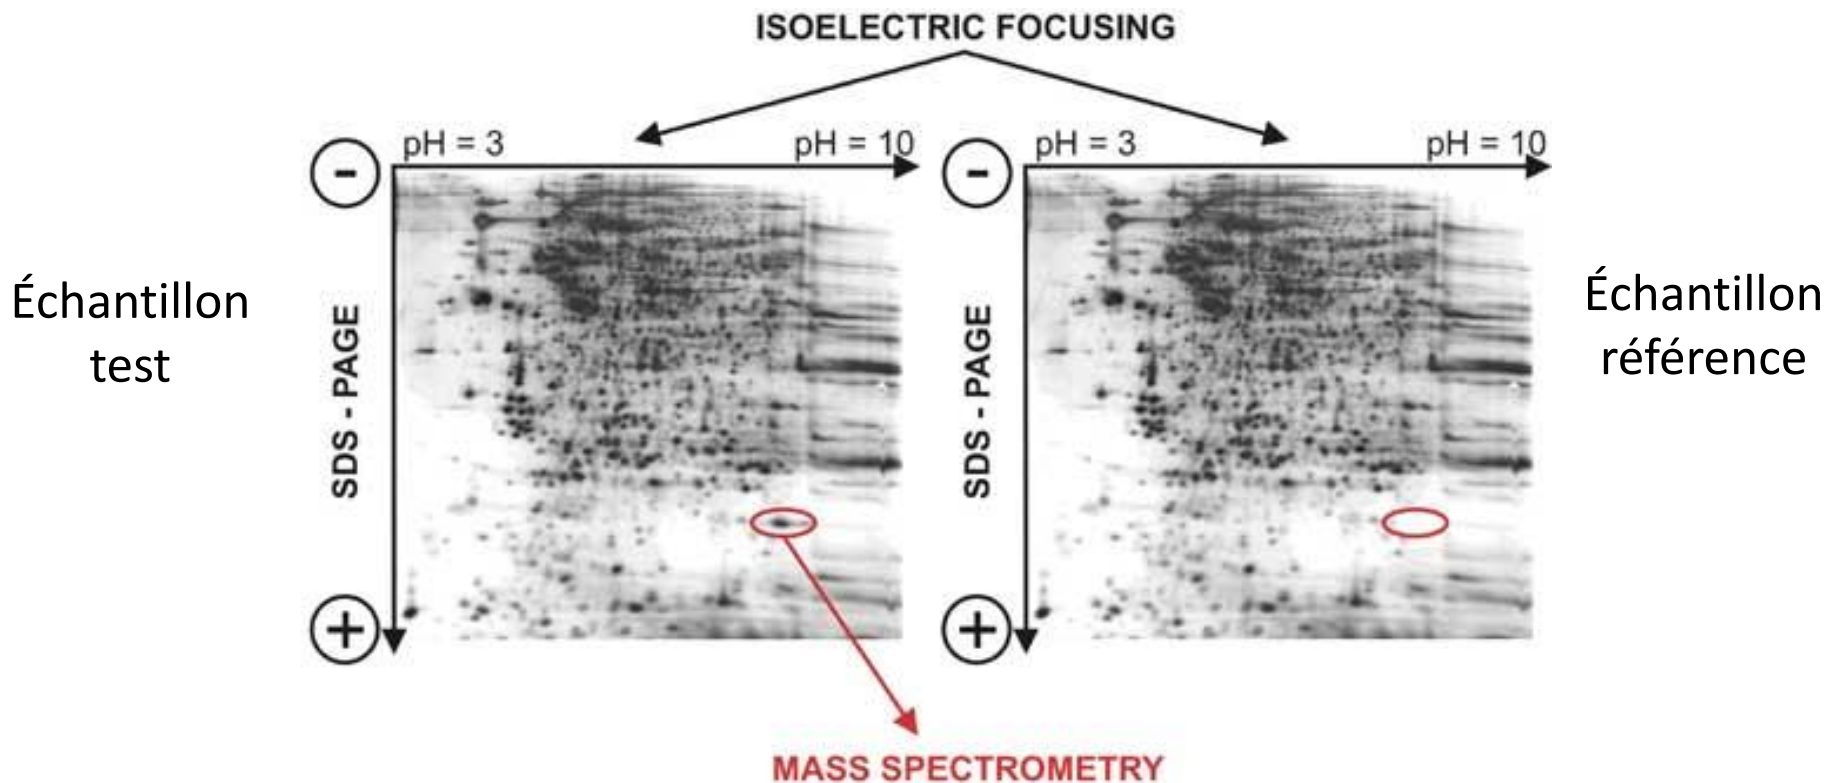 ISOELECTRIC FOCUSING
pH = 3
pH = 10
pH = 3
pH = 10
-
-
Échantillon
test
SDS - PAGE
SDS - PAGE
Échantillon
référence
+
+
MASS SPECTROMETRY